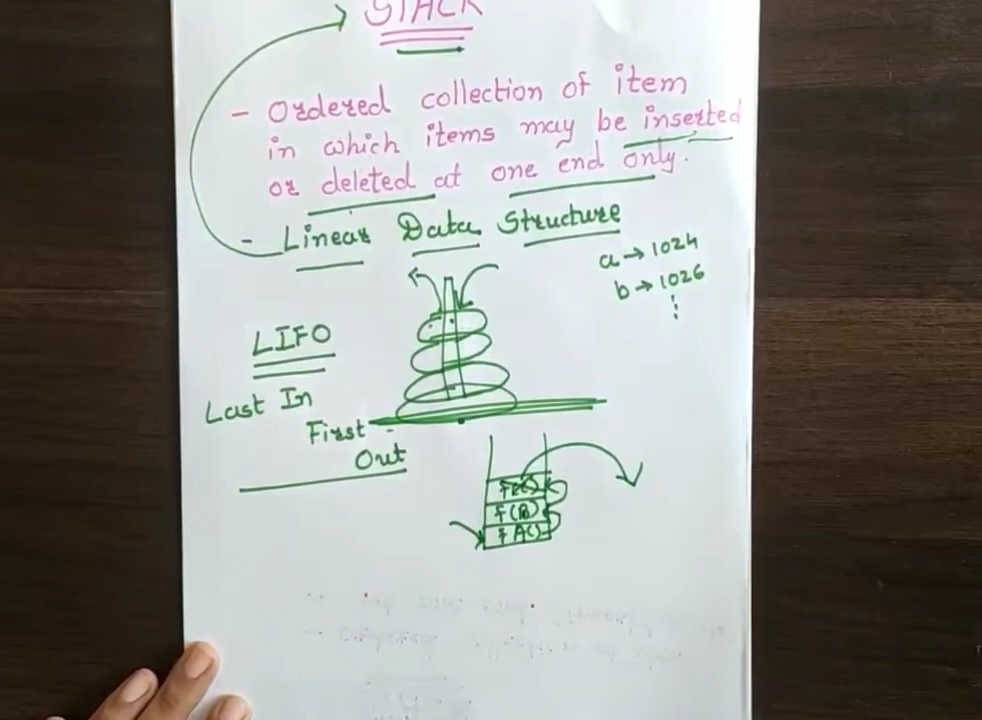 STACK
- Ordered collection of item
in which items may be inserted
or deleted at one end only.
- Linear Data Structure
a → 1024
b → 1026
LIFO
Last In
First
Out
f(B)
f A()